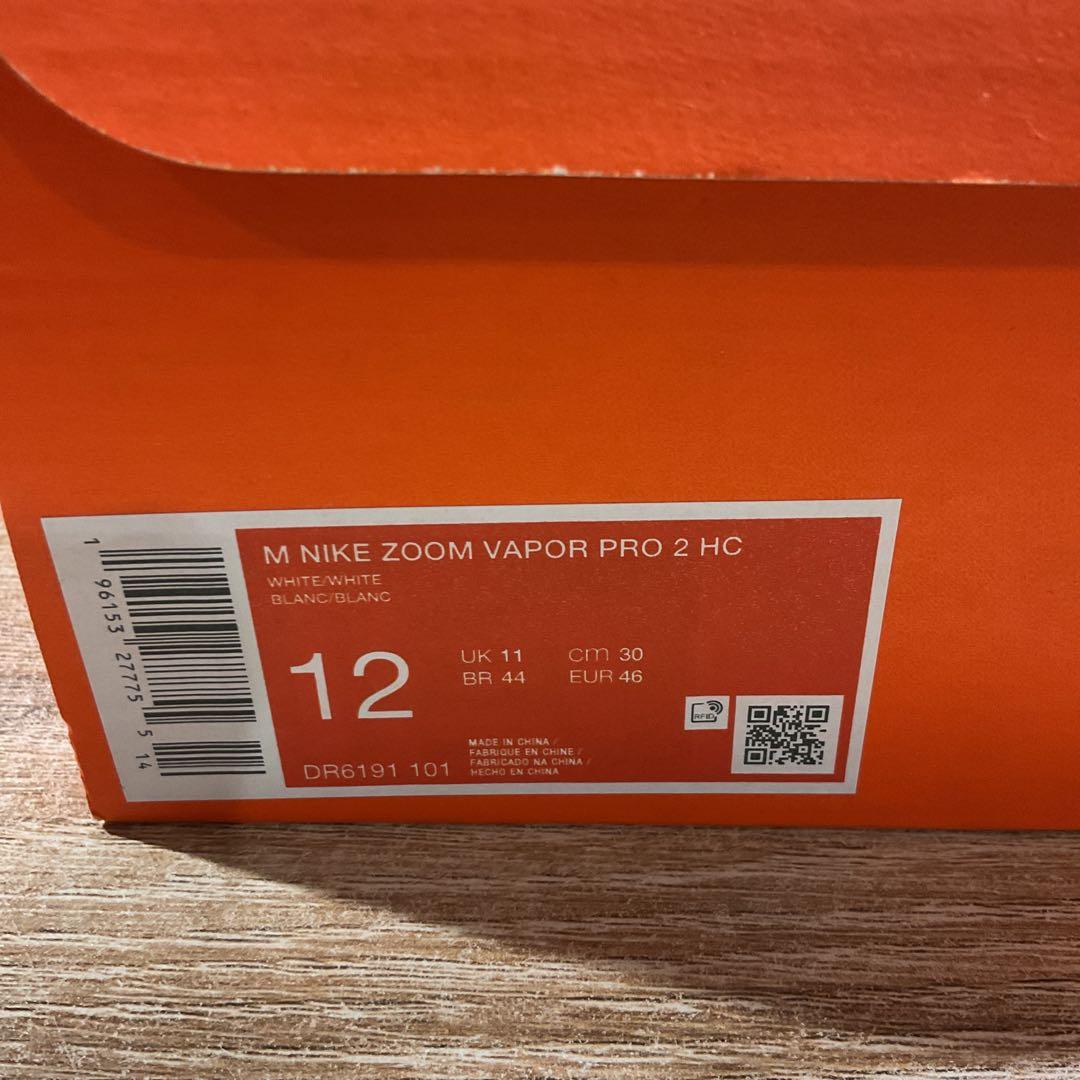 M NIKE ZOOM VAPOR PRO 2 HC
WHITE/WHITE
BLANC/BLANC
12
UK 11 cm 30
BR 44 EUR 46
RFID
DR6191 101
MADE IN CHINA /
FABRIQUE EN CHINE /
FABRICADO NA CHINA /
HECHO EN CHINA
1 96153 27775 5 14